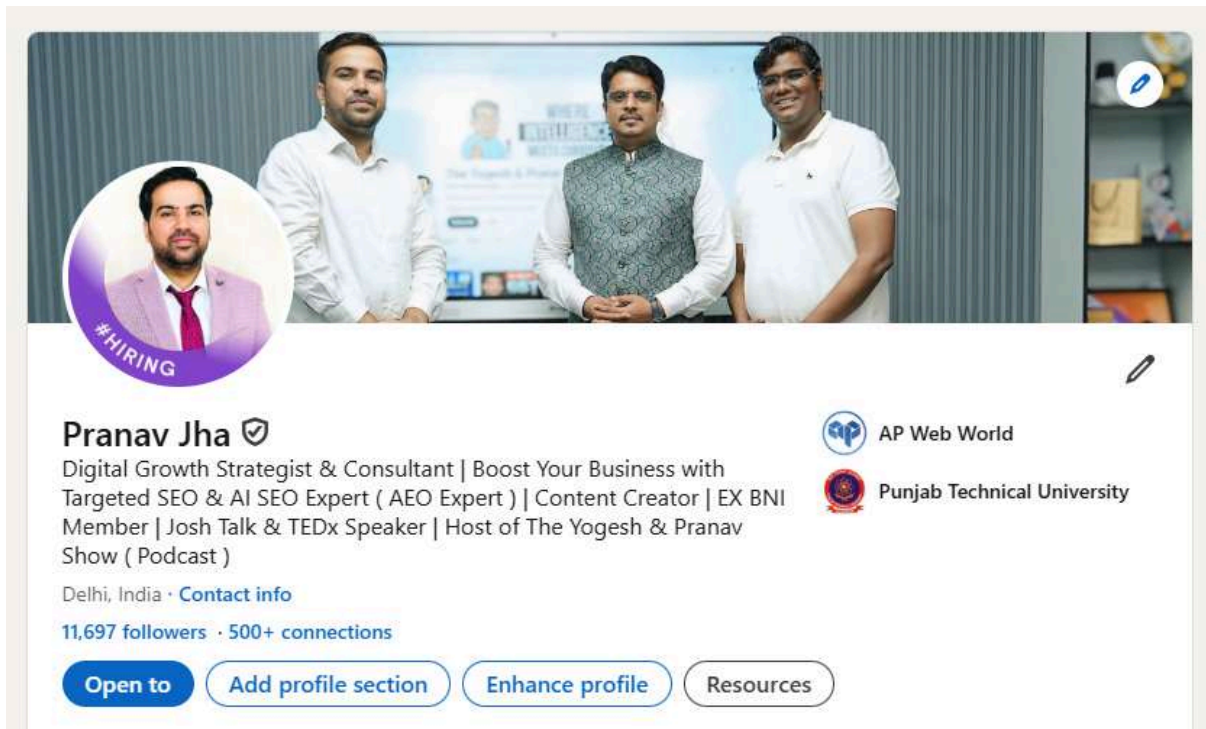 WHERE
INTELLIGENCE
#HIRING
Pranav Jha
Digital Growth Strategist & Consultant | Boost Your Business with
Targeted SEO & AI SEO Expert ( AEO Expert ) | Content Creator | EX BNI
Member | Josh Talk & TEDx Speaker | Host of The Yogesh & Pranav
Show ( Podcast )
Delhi, India · Contact info
11,697 followers · 500+ connections
Open to Add profile section Enhance profile Resources
ap AP Web World
Punjab Technical University